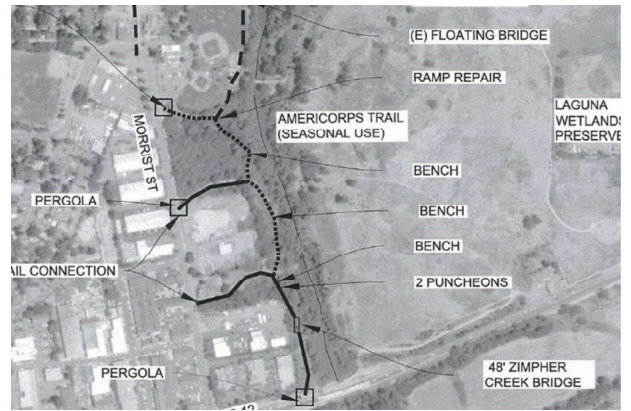 (E) FLOATING BRIDGE
RAMP REPAIR
AMERICORPS TRAIL
(SEASONAL USE)
LAGUNA
WETLANDS
PRESERVE
MORRIS ST
BENCH
PERGOLA
BENCH
BENCH
AIL CONNECTION
2 PUNCHEONS
48' ZIMPHER
CREEK BRIDGE
PERGOLA